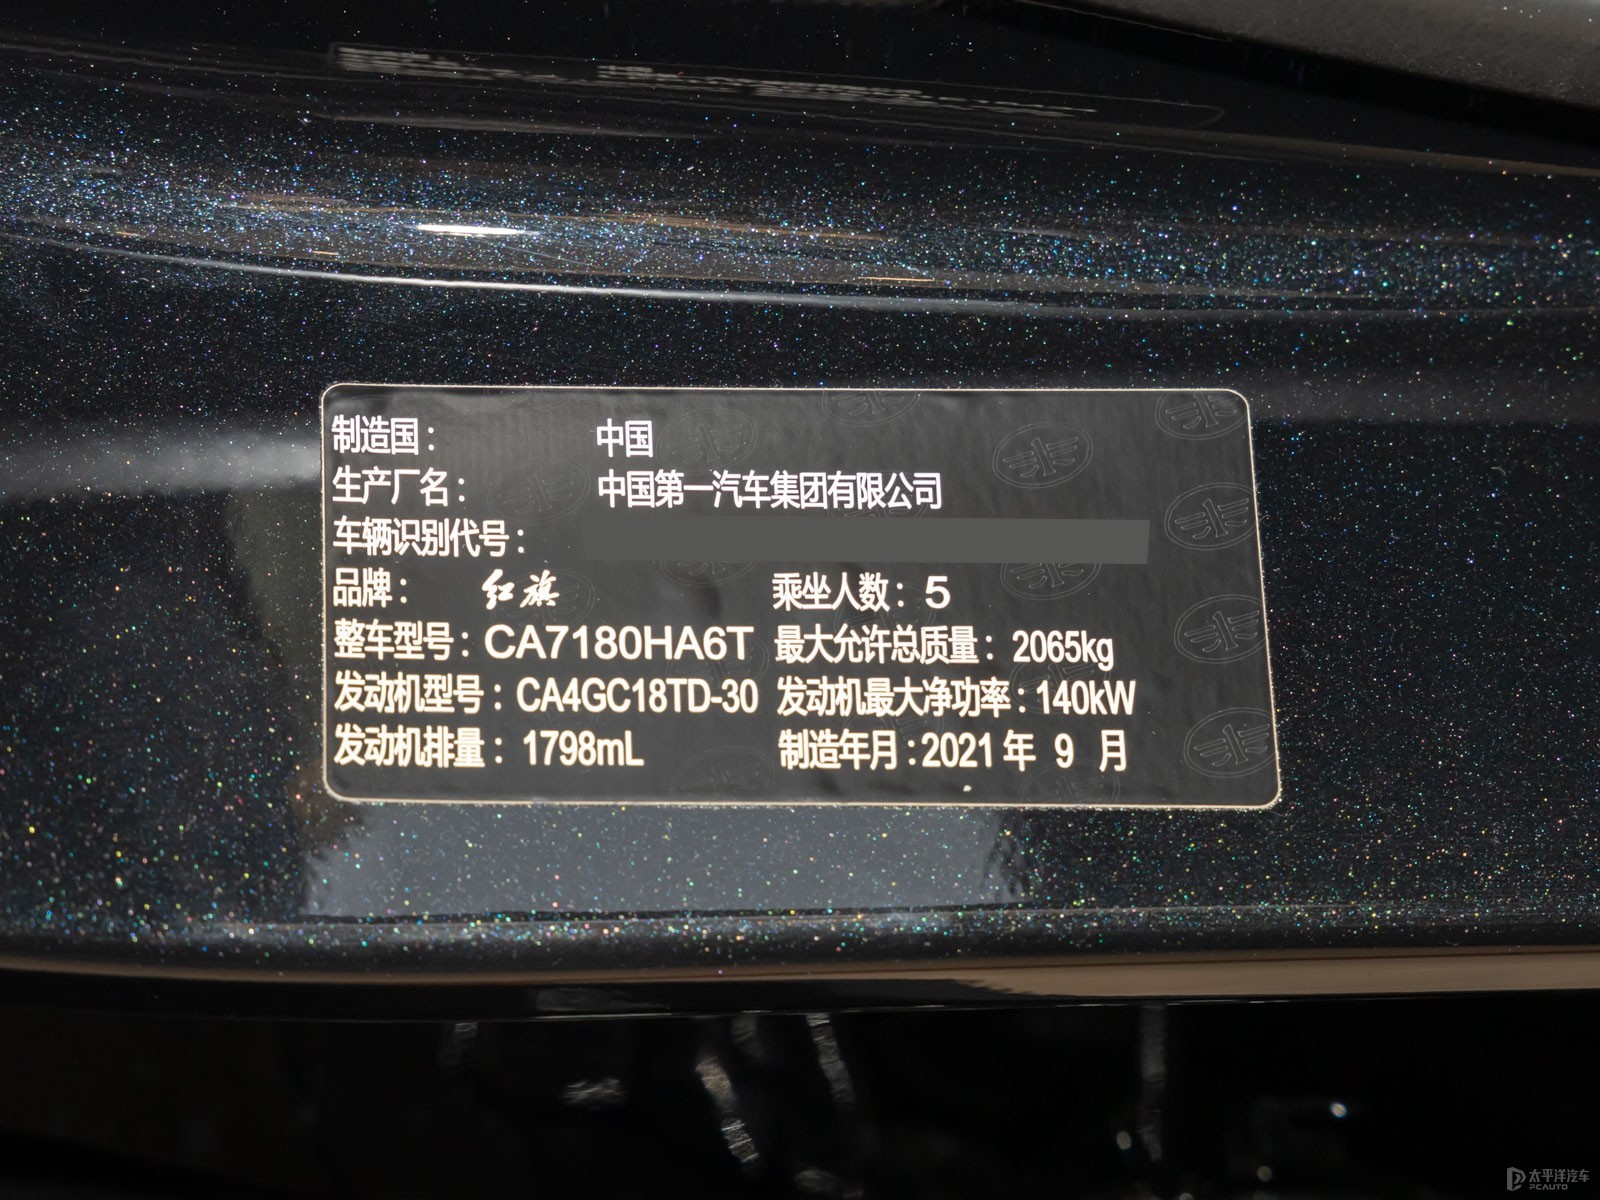 制造国： 中国
生产厂名： 中国第一汽车集团有限公司
车辆识别代号：
品牌： 红旗 乘坐人数：5
整车型号：CA7180HA6T 最大允许总质量：2065kg
发动机型号：CA4GC18TD-30 发动机最大净功率：140kW
发动机排量：1798mL 制造年月：2021年 9 月
太平洋汽车
PCAUTO